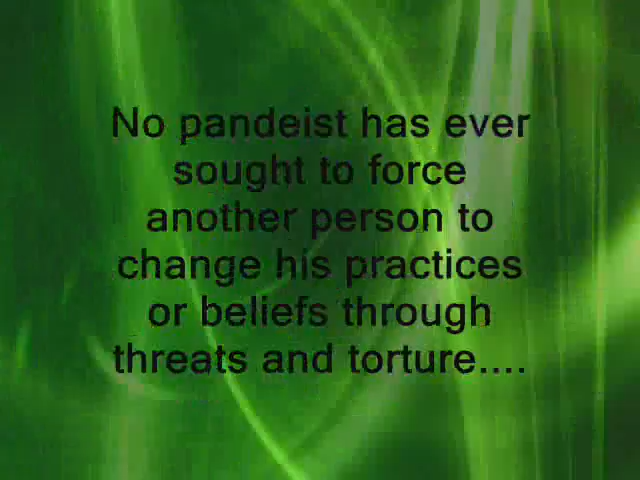 No pandeist has ever
sought to force
another person to
change his practices
or beliefs through
threats and torture....